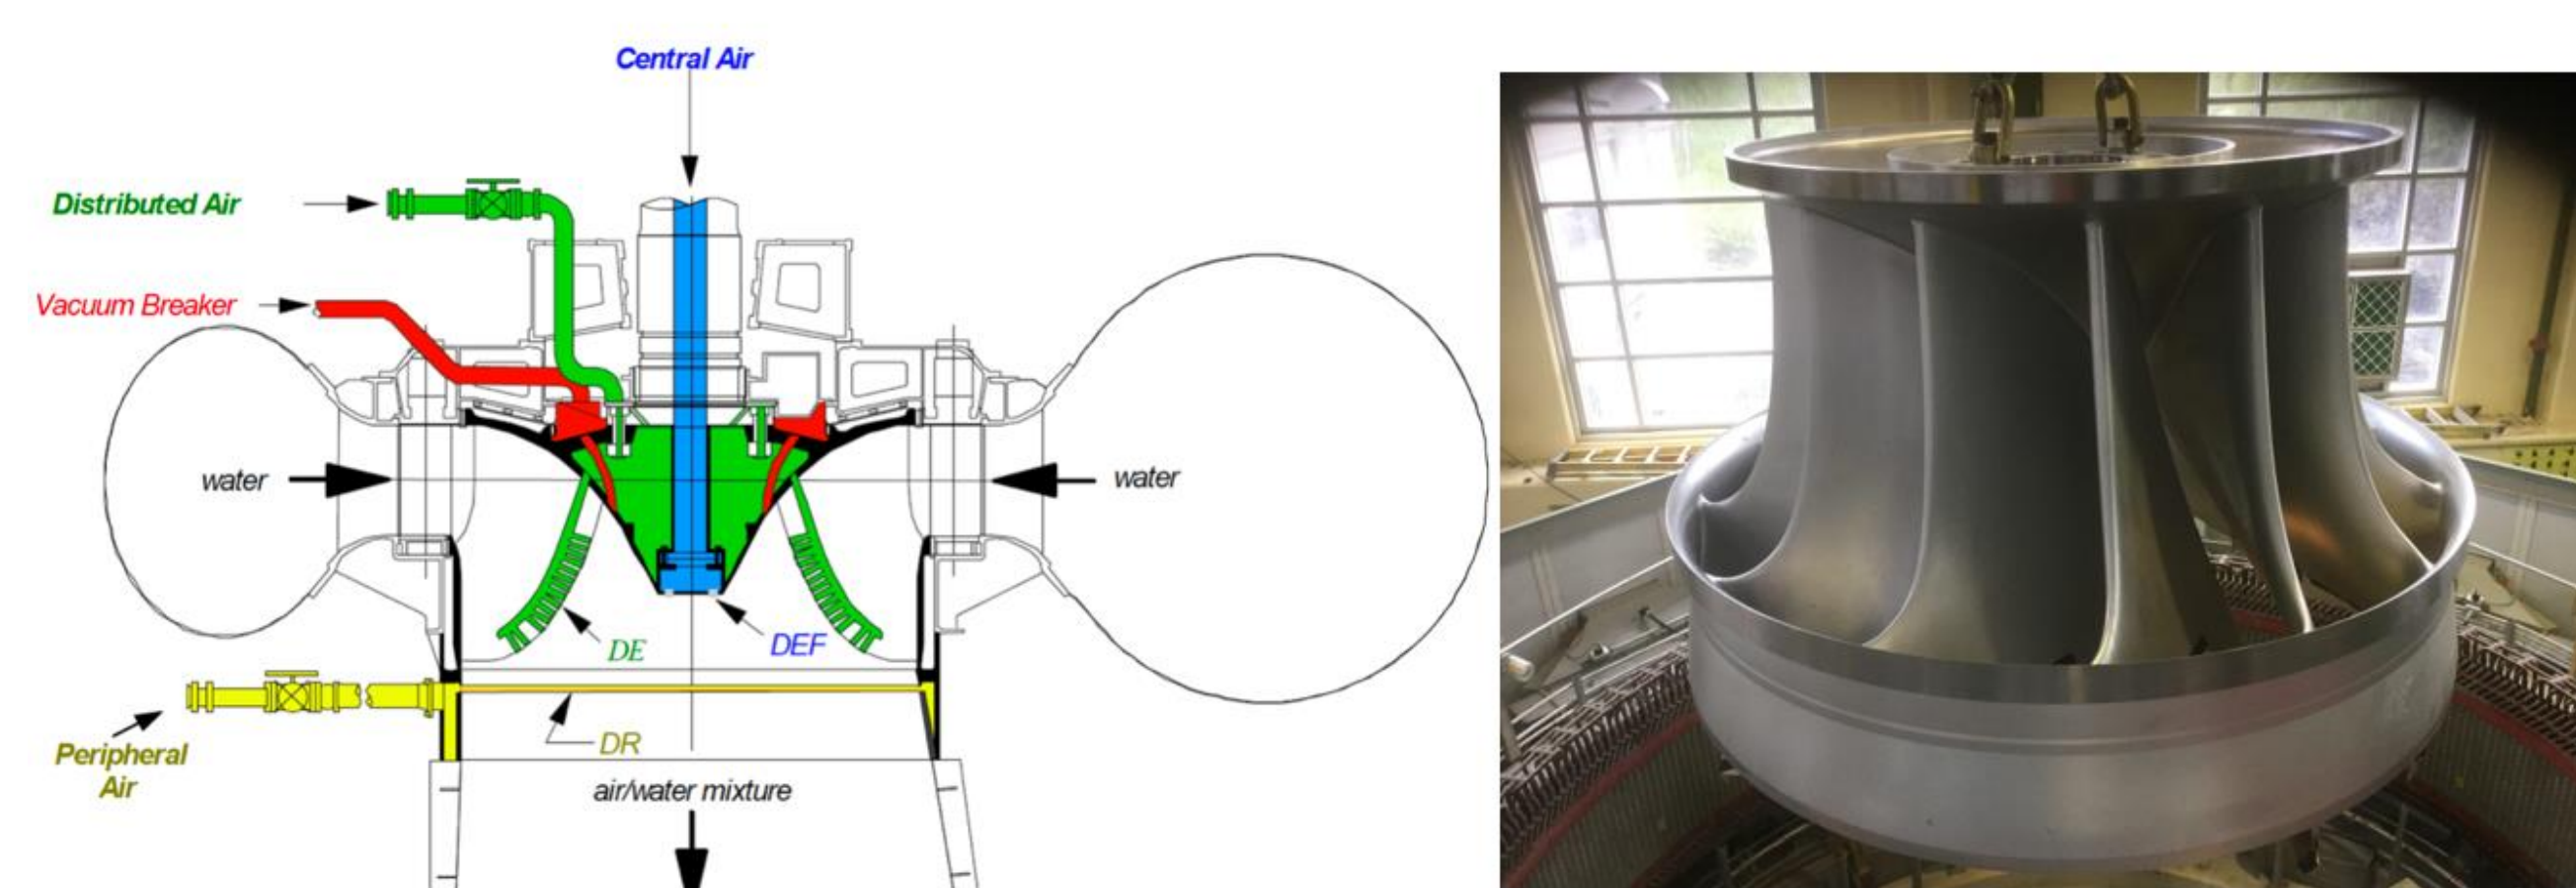 Central Air
Distributed Air
Vacuum Breaker
water
water
DE
DEF
DR
Peripheral
Air
air/water mixture